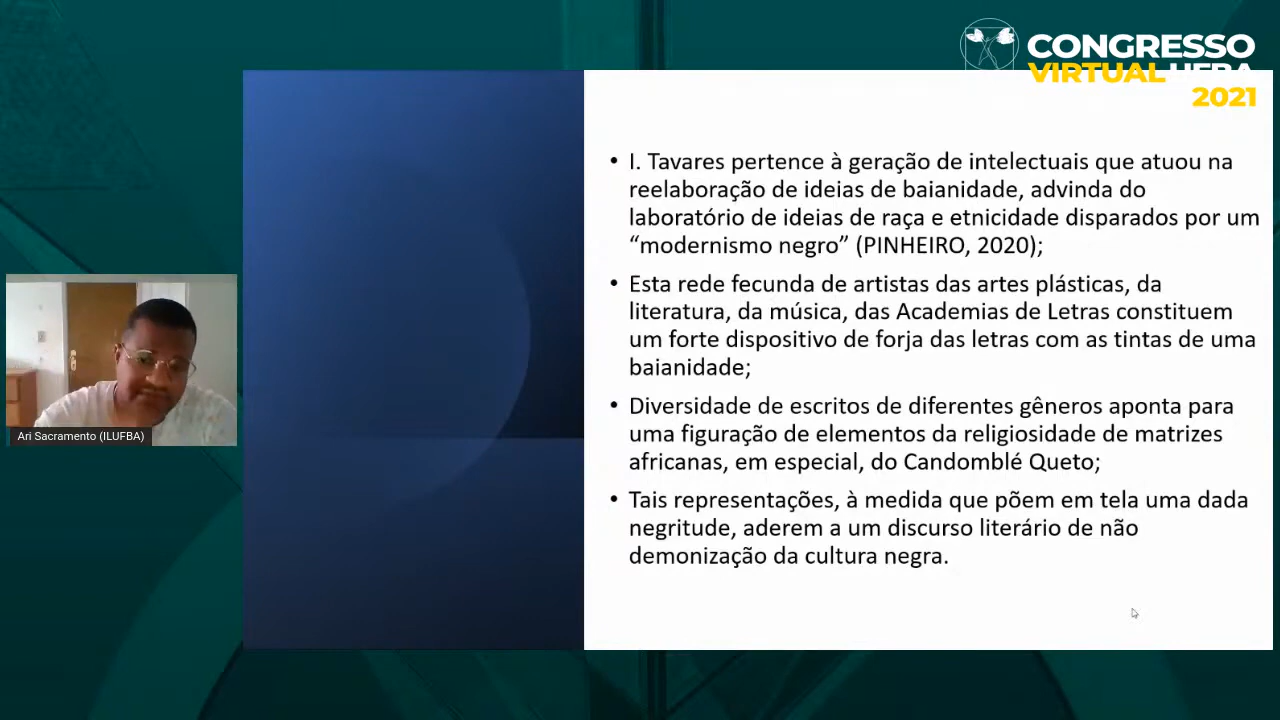 CONGRESSO
VIRTUAL UFBA
2021
• I. Tavares pertence à geração de intelectuais que atuou na
reelaboração de ideias de baianidade, advinda do
laboratório de ideias de raça e etnicidade disparados por um
“modernismo negro” (PINHEIRO, 2020);
• Esta rede fecunda de artistas das artes plásticas, da
literatura, da música, das Academias de Letras constituem
um forte dispositivo de forja das letras com as tintas de uma
baianidade;
• Diversidade de escritos de diferentes gêneros aponta para
uma figuração de elementos da religiosidade de matrizes
africanas, em especial, do Candomblé Queto;
• Tais representações, à medida que põem em tela uma dada
negritude, aderem a um discurso literário de não
demonização da cultura negra.
Ari Sacramento (ILUFBA)